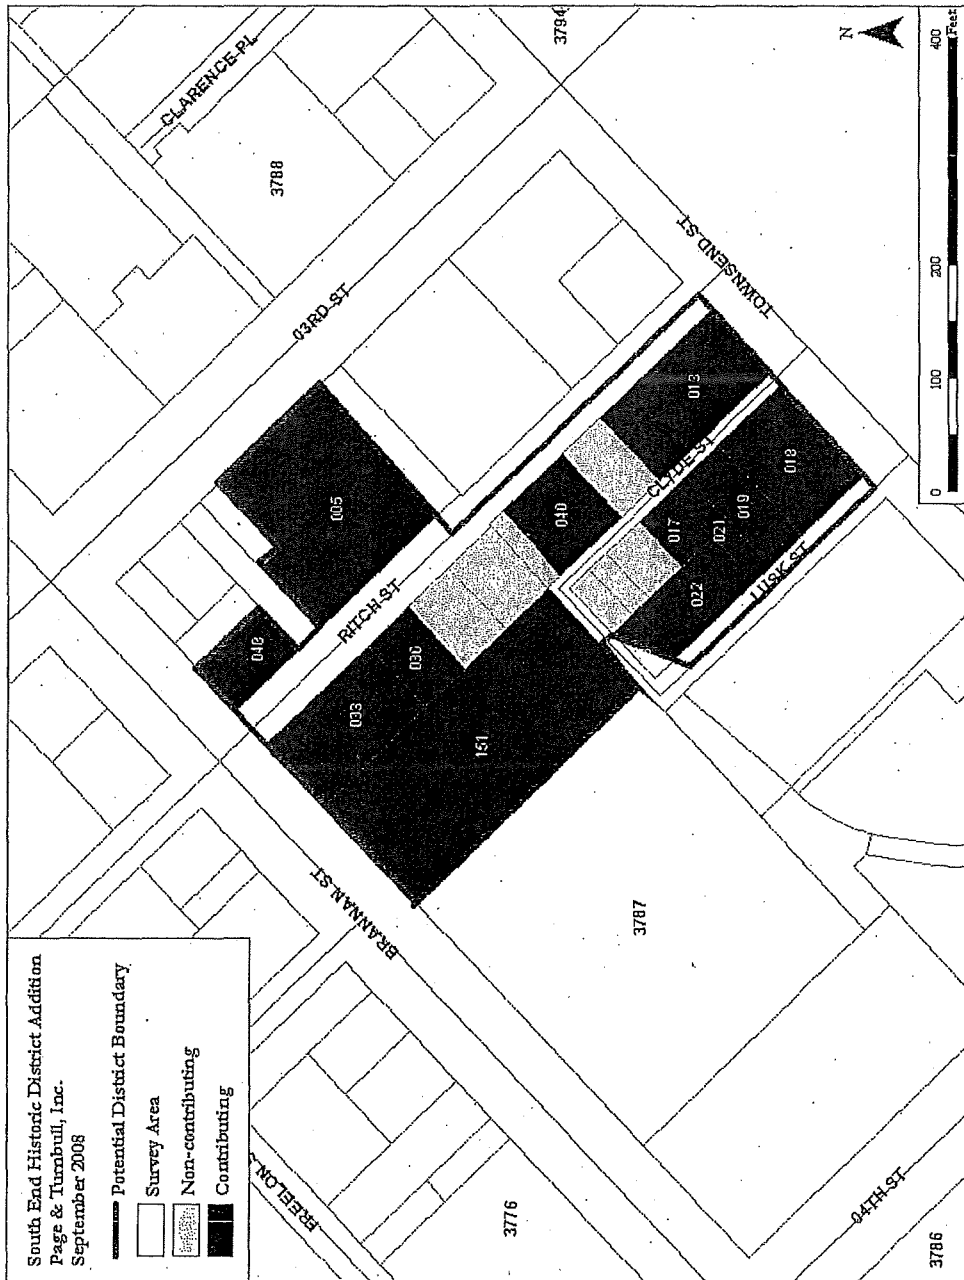 South End Historic District Addition
Page & Turnbull, Inc.
September 2008
Potential District Boundary
Survey Area
Non-contributing
Contributing
CLARENCE PL
3794
3788
03RD ST
TOWNSEND ST
N
0 100 200 400
Feet
005
048
RITCH ST
033
030
151
040
013
CLYDE ST
017
021
019
018
022
LUSK ST
BRANNAN ST
3787
FREELON
3776
04TH ST
3786